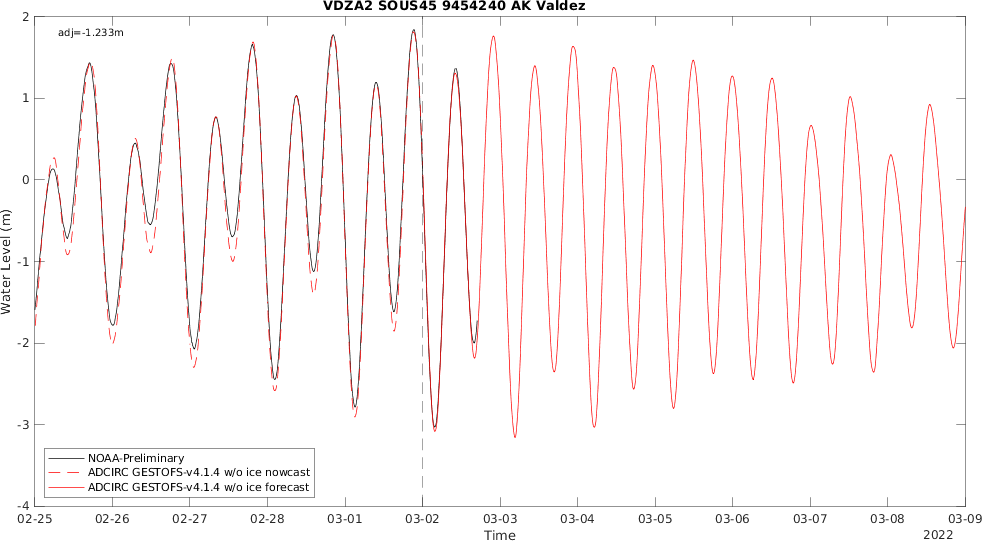 VDZA2 SOUS45 9454240 AK Valdez
adj=-1.233m
2
1
0
-1
-2
-3
-4
Water Level (m)
NOAA-Preliminary
ADCIRC GESTOFS-v4.1.4 w/o ice nowcast
ADCIRC GESTOFS-v4.1.4 w/o ice forecast
02-25 02-26 02-27 02-28 03-01 03-02 03-03 03-04 03-05 03-06 03-07 03-08 03-09
Time
2022